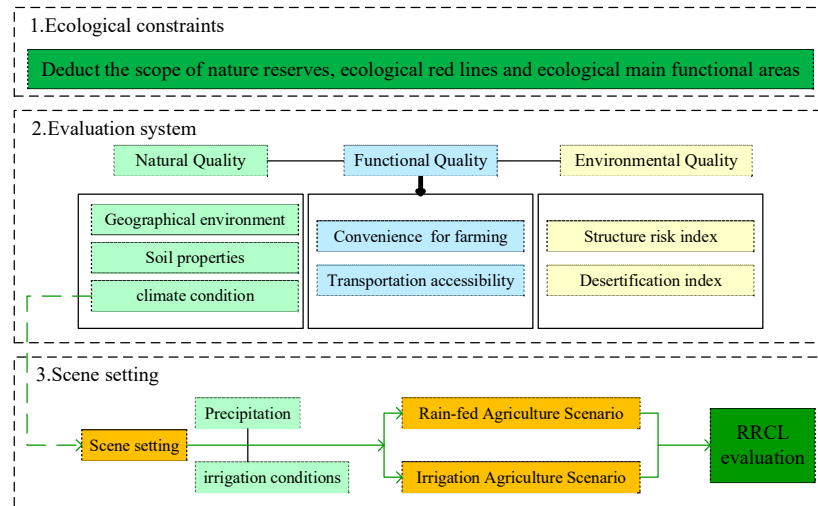 1.Ecological constraints
Deduct the scope of nature reserves, ecological red lines and ecological main functional areas
2.Evaluation system
Natural Quality
Functional Quality
Environmental Quality
Geographical environment
Soil properties
climate condition
Convenience for farming
Transportation accessibility
Structure risk index
Desertification index
3.Scene setting
Scene setting
Precipitation
irrigation conditions
Rain-fed Agriculture Scenario
Irrigation Agriculture Scenario
RRCL
evaluation